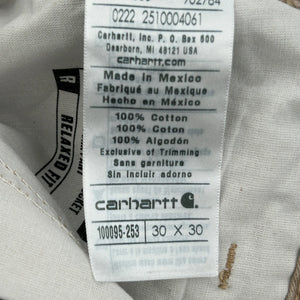 0222 2510004061
Carhartt, Inc. P.O. Box 600
Dearborn, MI 48121 USA
carhartt.com
Made in Mexico
Fabriqué au Mexique
Hecho en México
100% Cotton
100% Coton
100% Algodón
Exclusive of Trimming
Sans garniture
Sin incluir adorno
carhartt
100095-253 30 X 30
R
RELAXED FIT